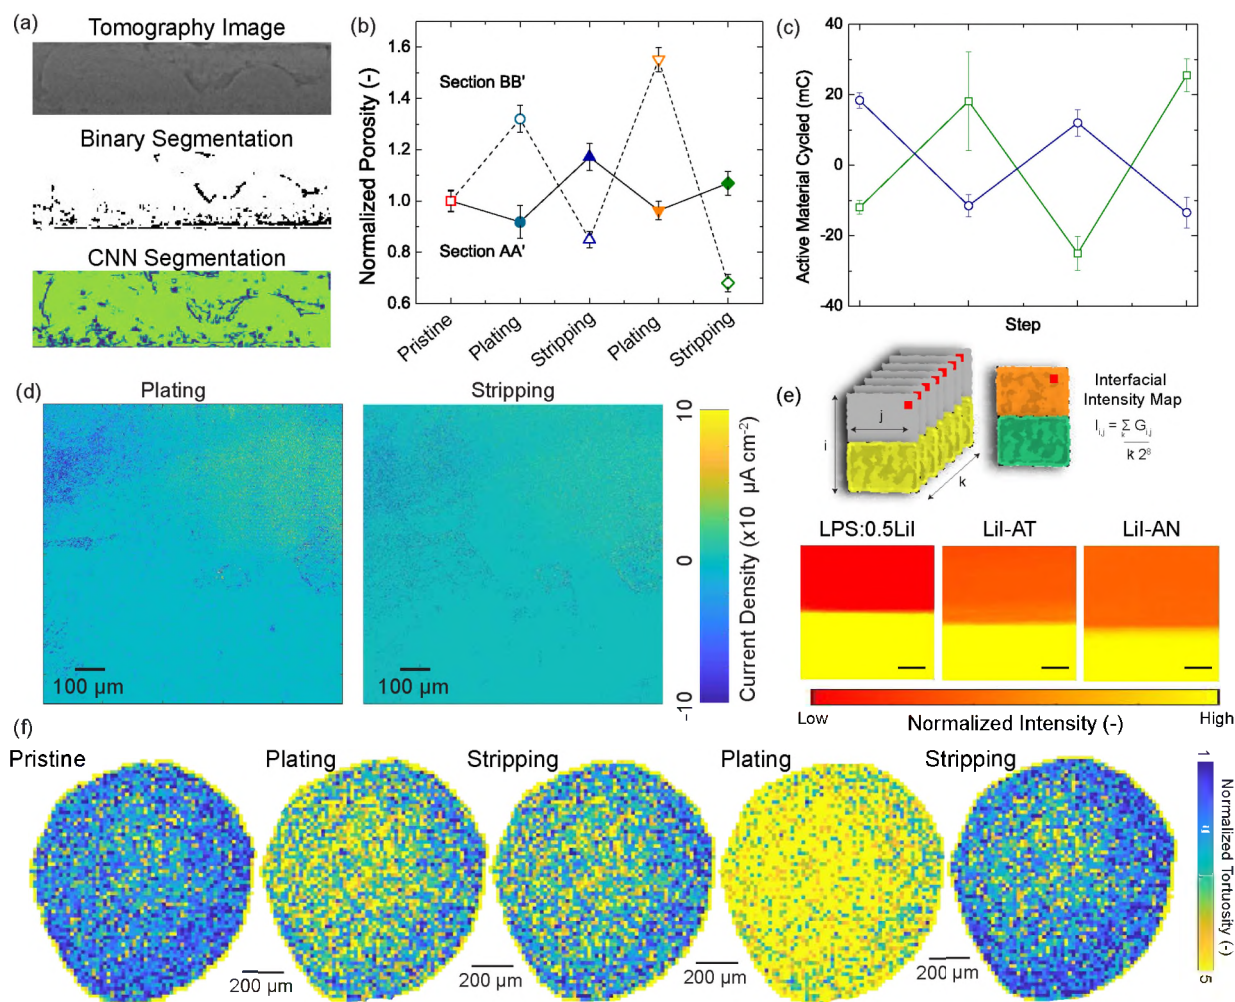 (a)
Tomography Image
Binary Segmentation
CNN Segmentation
(b)
Normalized Porosity (-)
1.6
1.4
1.2
1.0
0.8
0.6
Section BB'
Section AA'
Pristine
Plating
Stripping
Plating
Stripping
(c)
Active Material Cycled (mC)
40
20
0
-20
-40
Step
(d)
Plating
Stripping
100 µm
100 µm
10
0
-10
Current Density (x10 µA cm⁻²)
(e)
i
j
k
Interfacial
Intensity Map
I i,j = Σ k G i,j
k 2⁸
LPS:0.5LiI
LiI-AT
LiI-AN
Low
High
Normalized Intensity (-)
(f)
Pristine
Plating
Stripping
Plating
Stripping
200 µm
200 µm
200 µm
200 µm
1
5
Normalized Tortuosity (-)